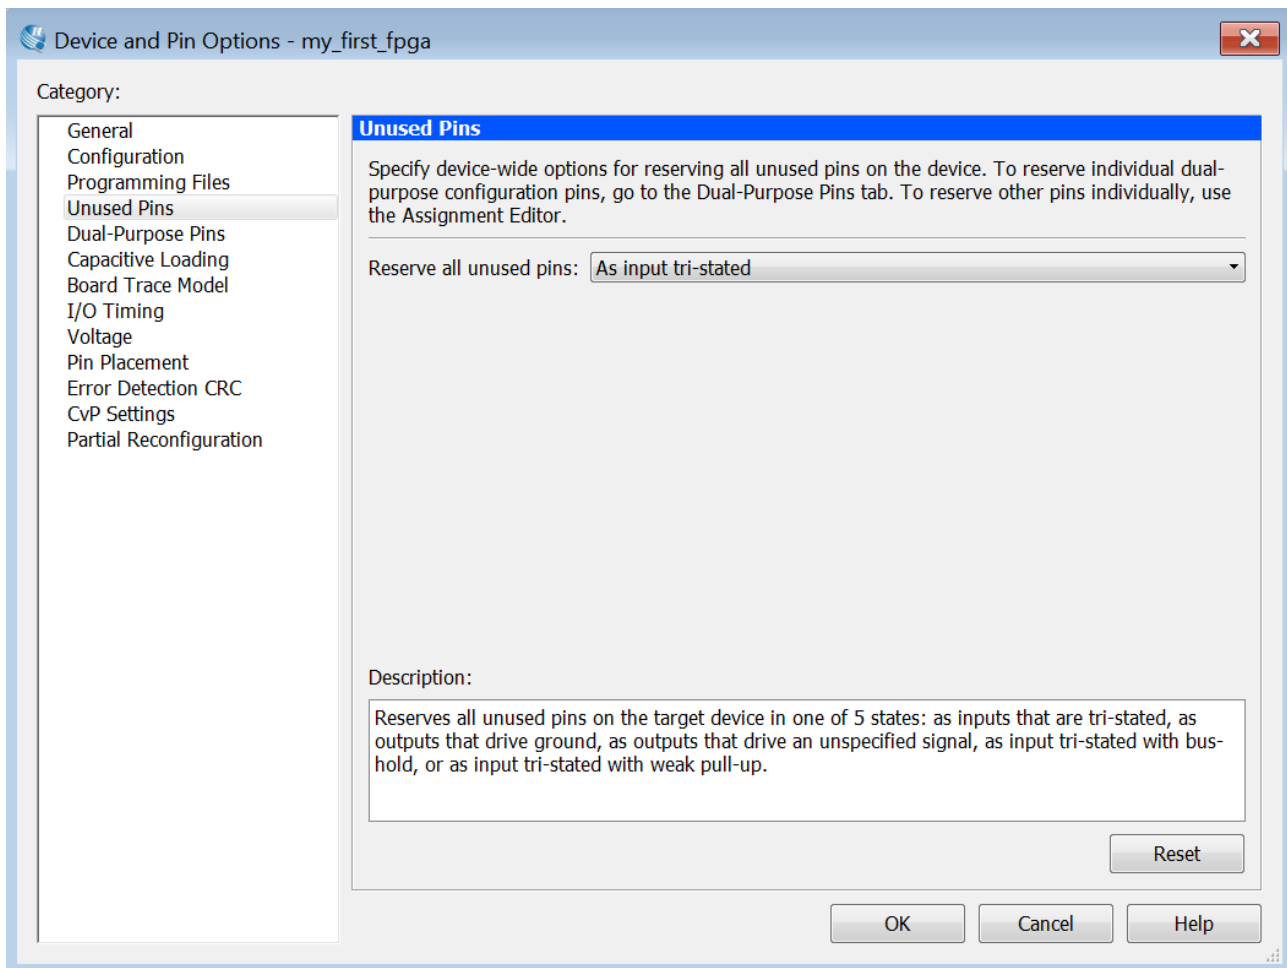 Device and Pin Options - my_first_fpga
Category:
General
Configuration
Programming Files
Unused Pins
Dual-Purpose Pins
Capacitive Loading
Board Trace Model
I/O Timing
Voltage
Pin Placement
Error Detection CRC
CvP Settings
Partial Reconfiguration
Unused Pins
Specify device-wide options for reserving all unused pins on the device. To reserve individual dual-
purpose configuration pins, go to the Dual-Purpose Pins tab. To reserve other pins individually, use
the Assignment Editor.
Reserve all unused pins: As input tri-stated
Description:
Reserves all unused pins on the target device in one of 5 states: as inputs that are tri-stated, as
outputs that drive ground, as outputs that drive an unspecified signal, as input tri-stated with bus-
hold, or as input tri-stated with weak pull-up.
Reset
OK Cancel Help